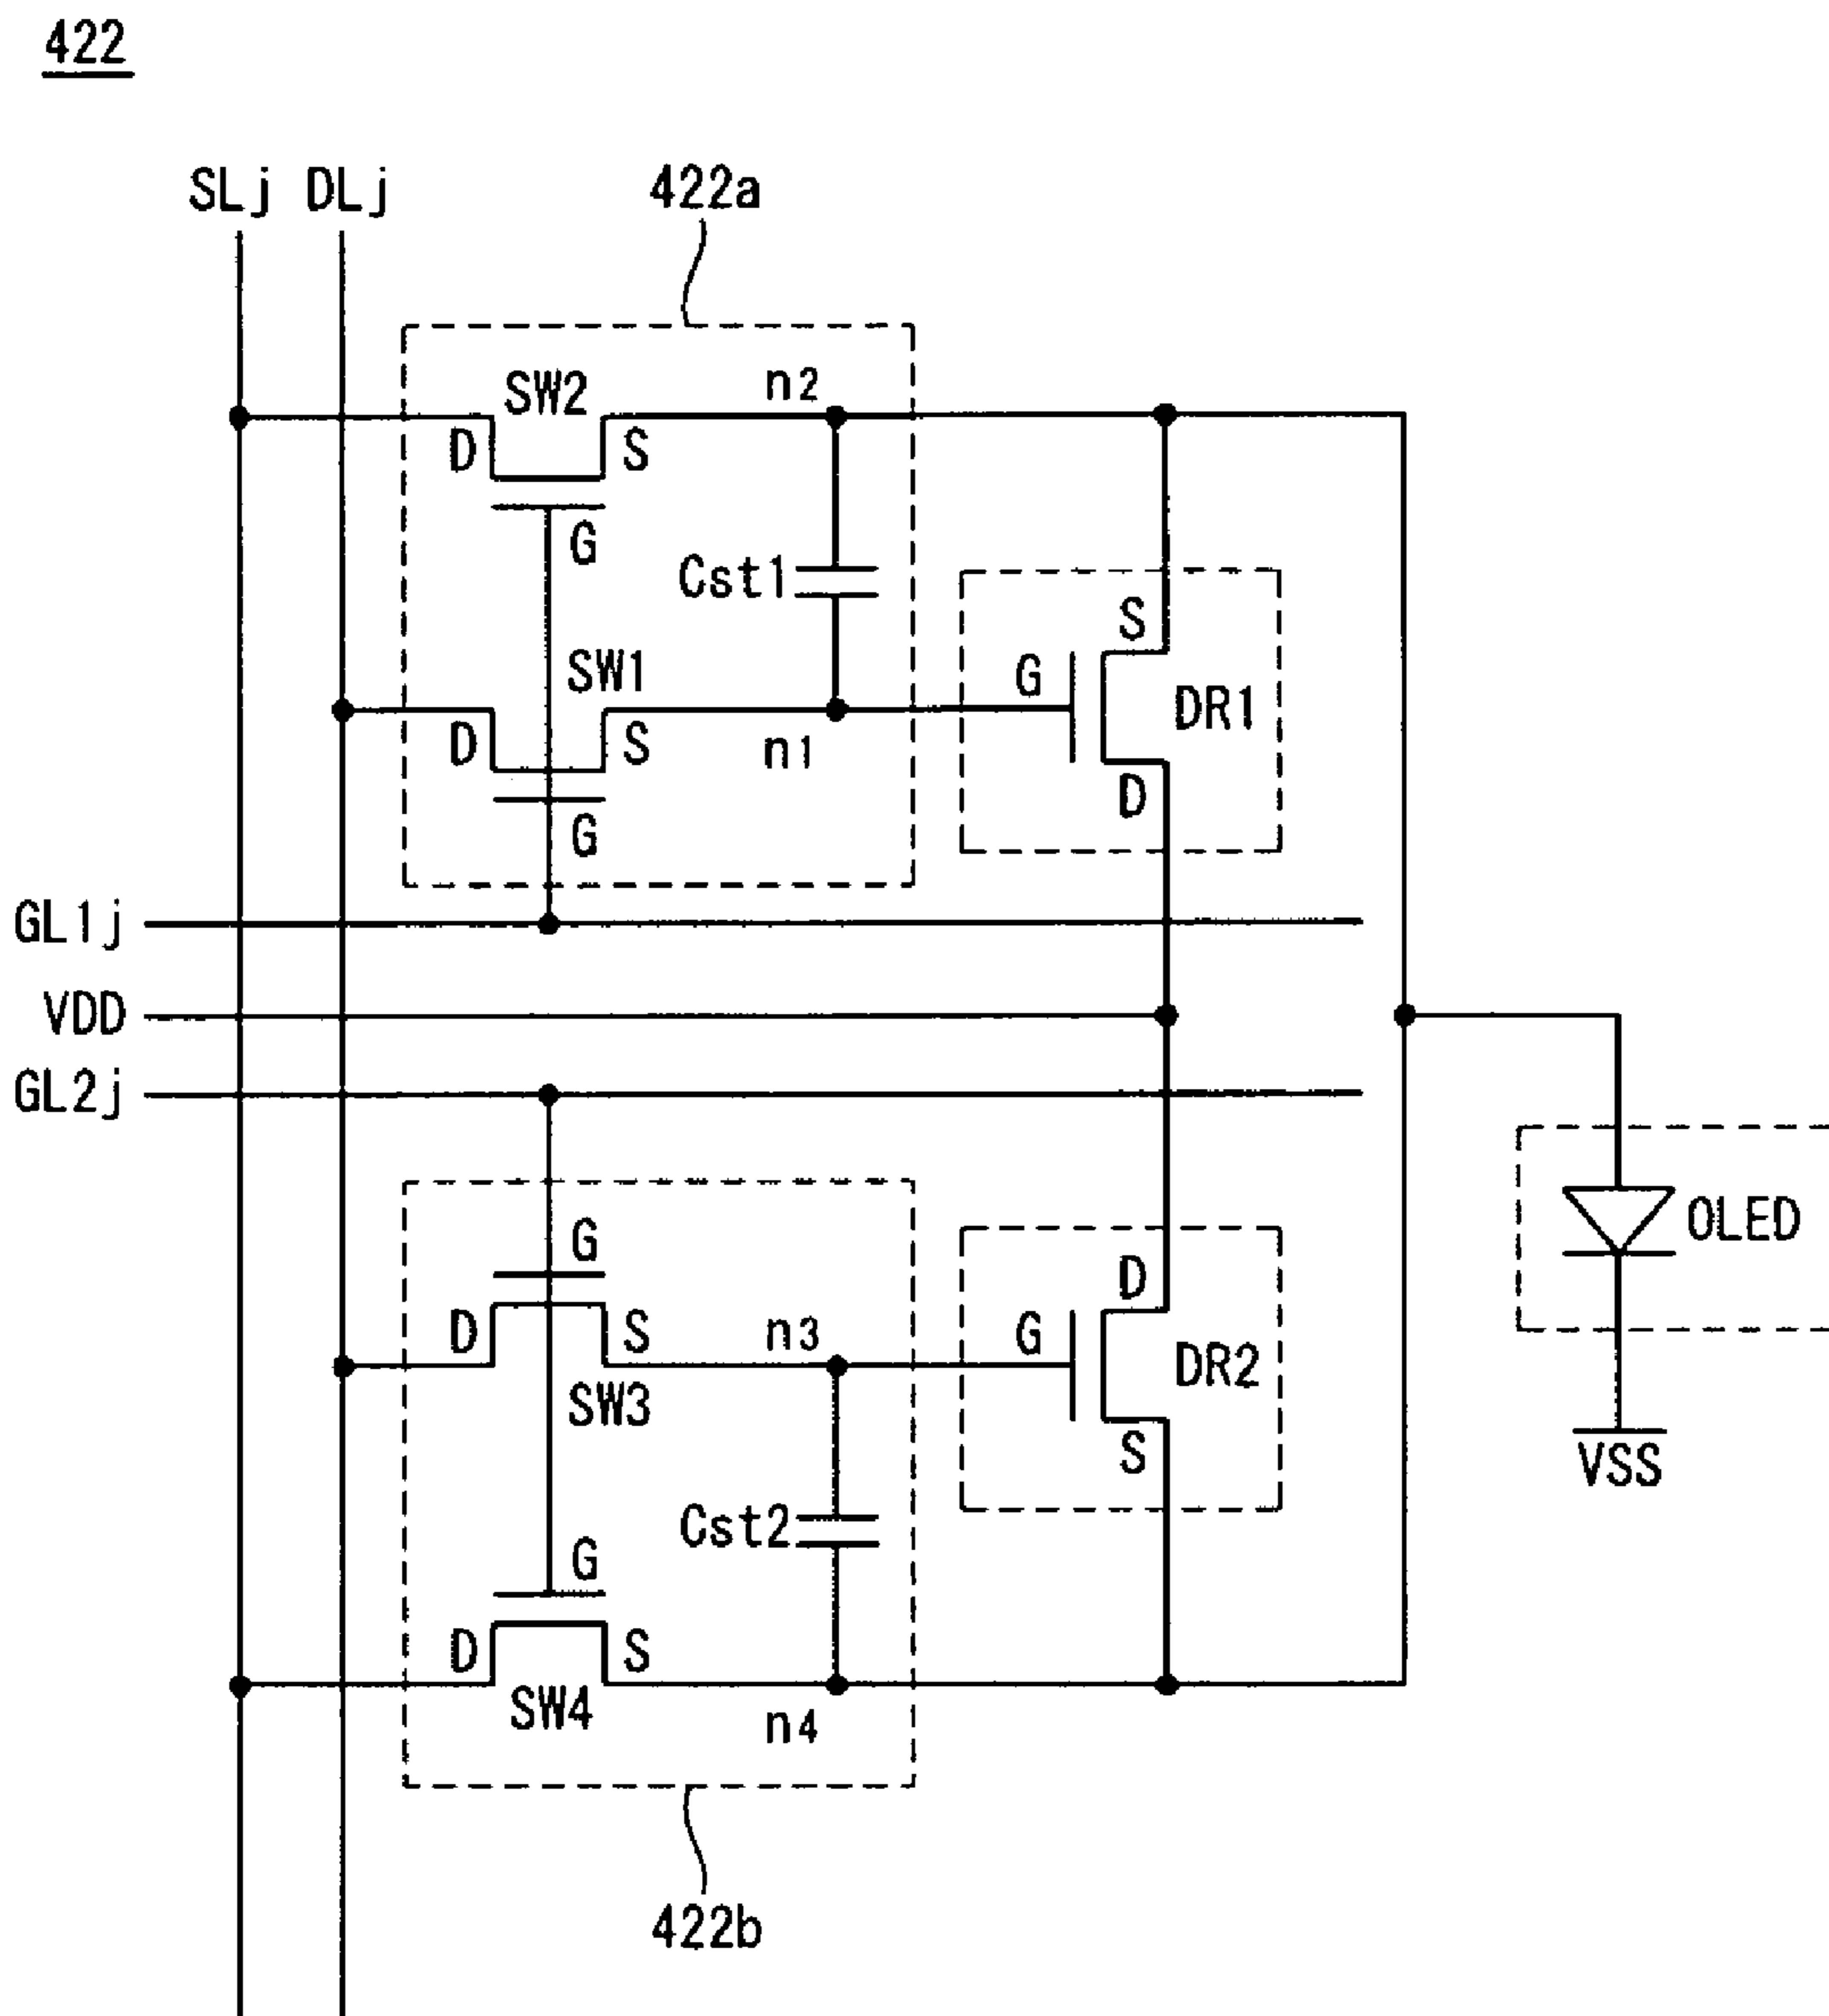 422
SLj DLj
422a
SW2
n2
D
S
G
Cst1
SW1
S
G
DR1
D
S
n1
D
G
GL1j
VDD
GL2j
G
D
OLED
D
S
n3
G
DR2
SW3
S
VSS
Cst2
G
D
S
SW4
n4
422b